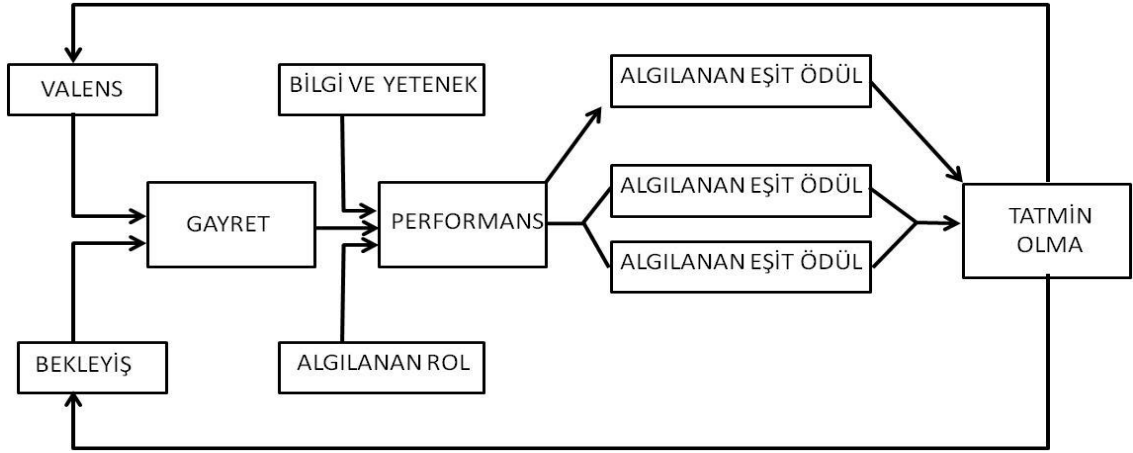 VALENS
BİLGİ VE YETENEK
ALGILANAN EŞİT ÖDÜL
GAYRET
PERFORMANS
ALGILANAN EŞİT ÖDÜL
ALGILANAN EŞİT ÖDÜL
TATMİN
OLMA
BEKLEYİŞ
ALGILANAN ROL